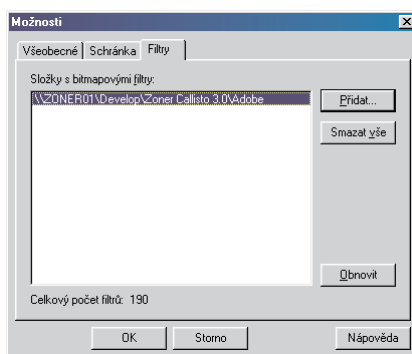 Možnosti
Všeobecné Schránka Filtry
Složky s bitmapovými filtry:
\\ZONER01\Develop\Zoner Callisto 3.0\Adobe
Přidat...
Smazat vše
Obnovit
Celkový počet filtrů: 190
OK Storno Nápověda